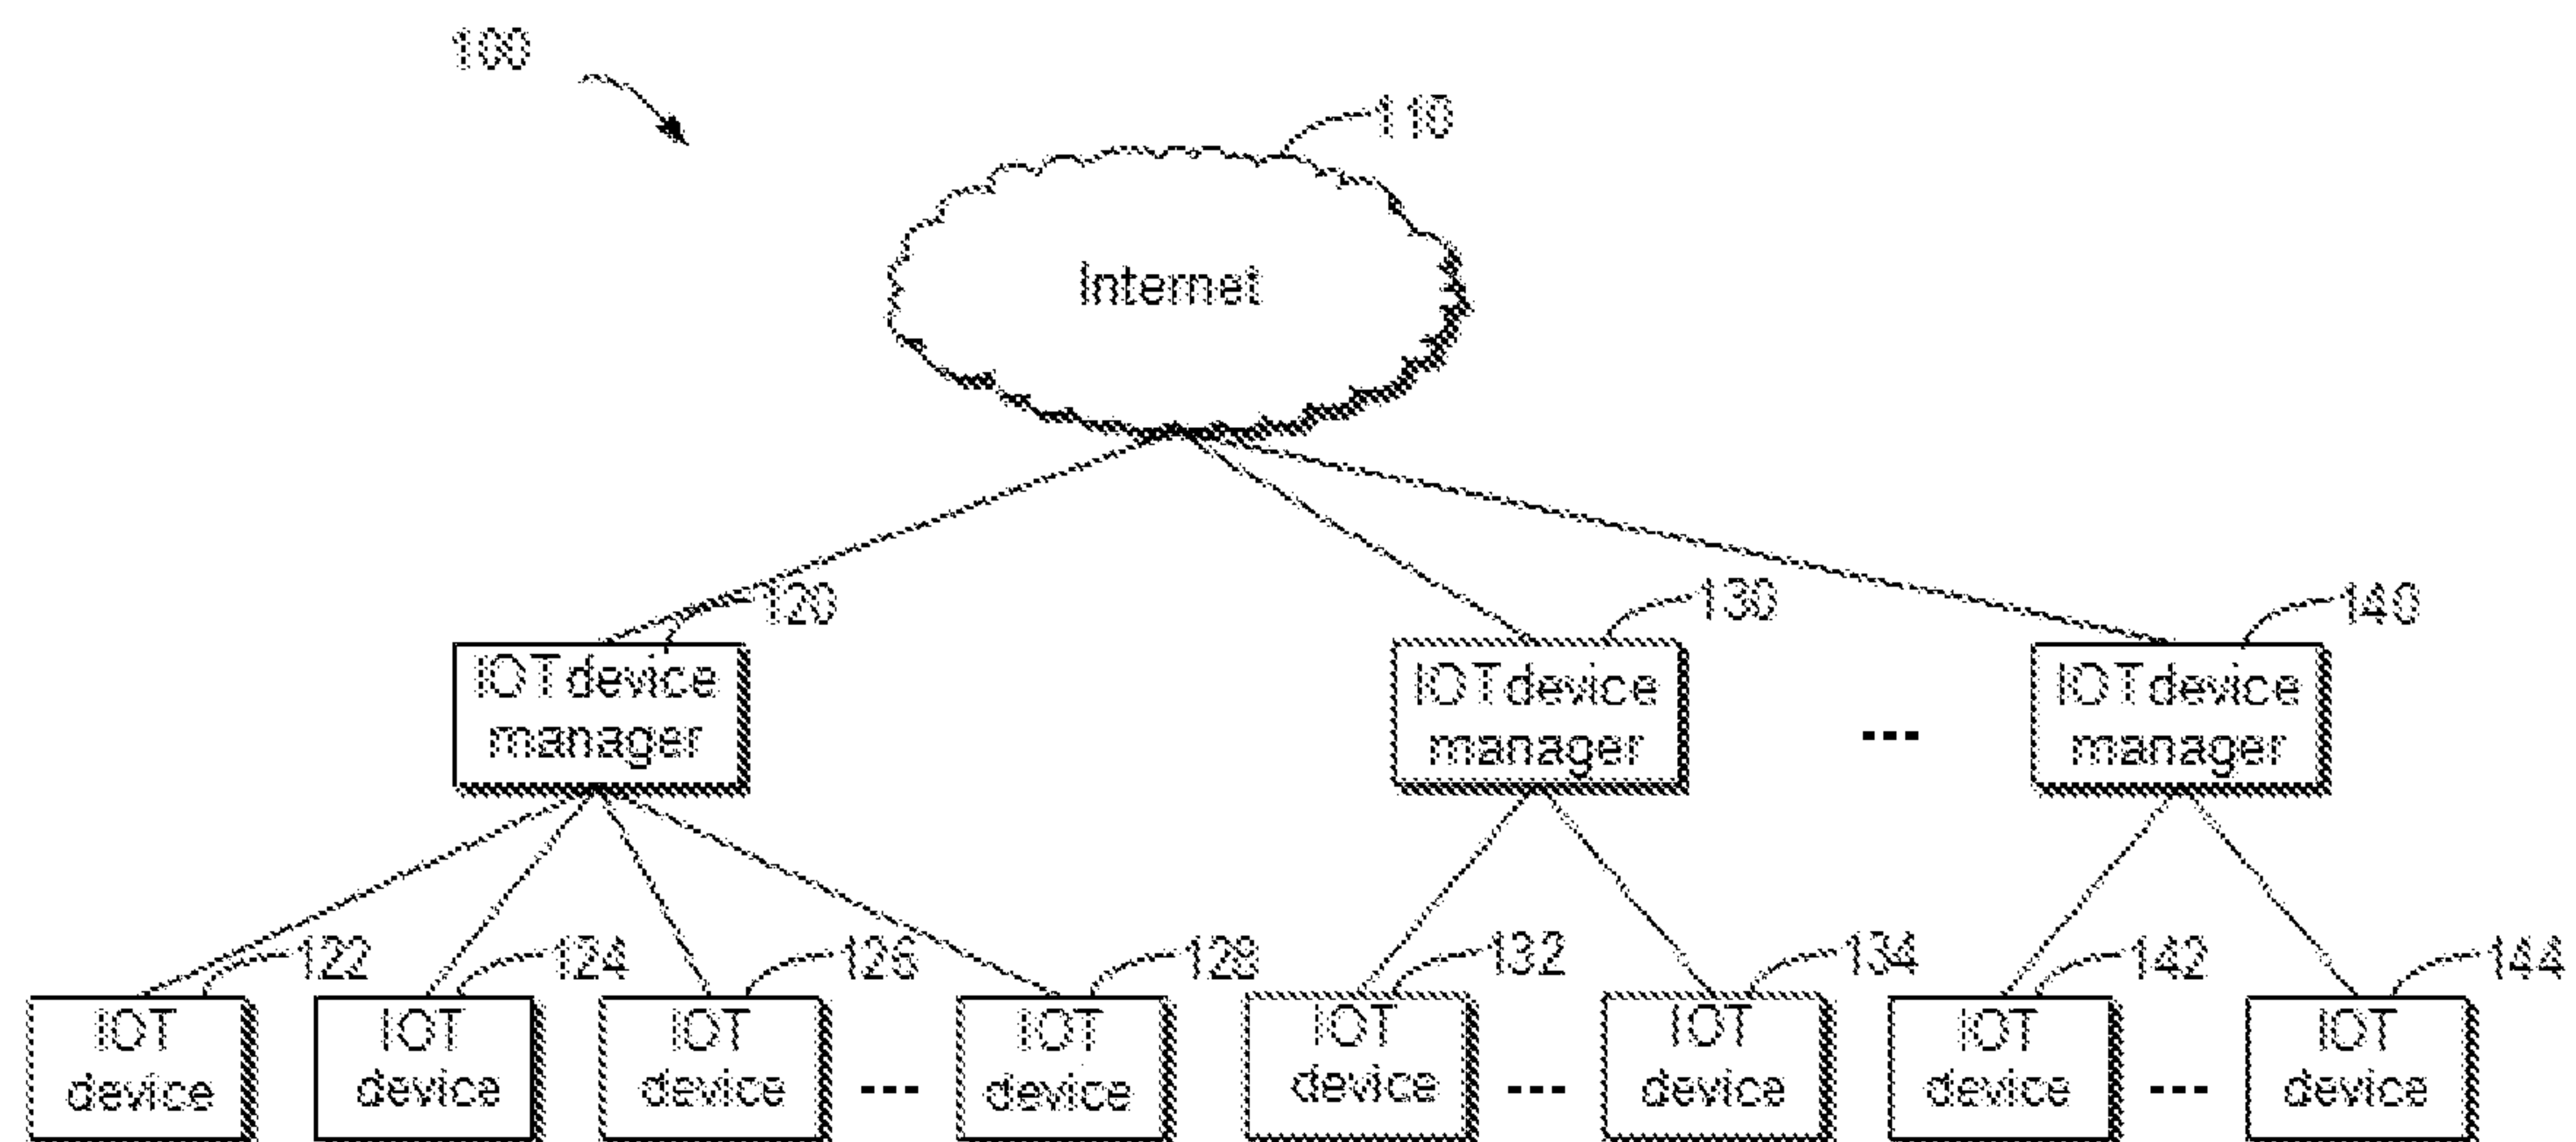 100
110
Internet
120
130
140
IOT device
manager
IOT device
manager
...
IOT device
manager
122
124
126
128
132
134
142
144
IOT
device
IOT
device
IOT
device
...
IOT
device
IOT
device
...
IOT
device
IOT
device
...
IOT
device